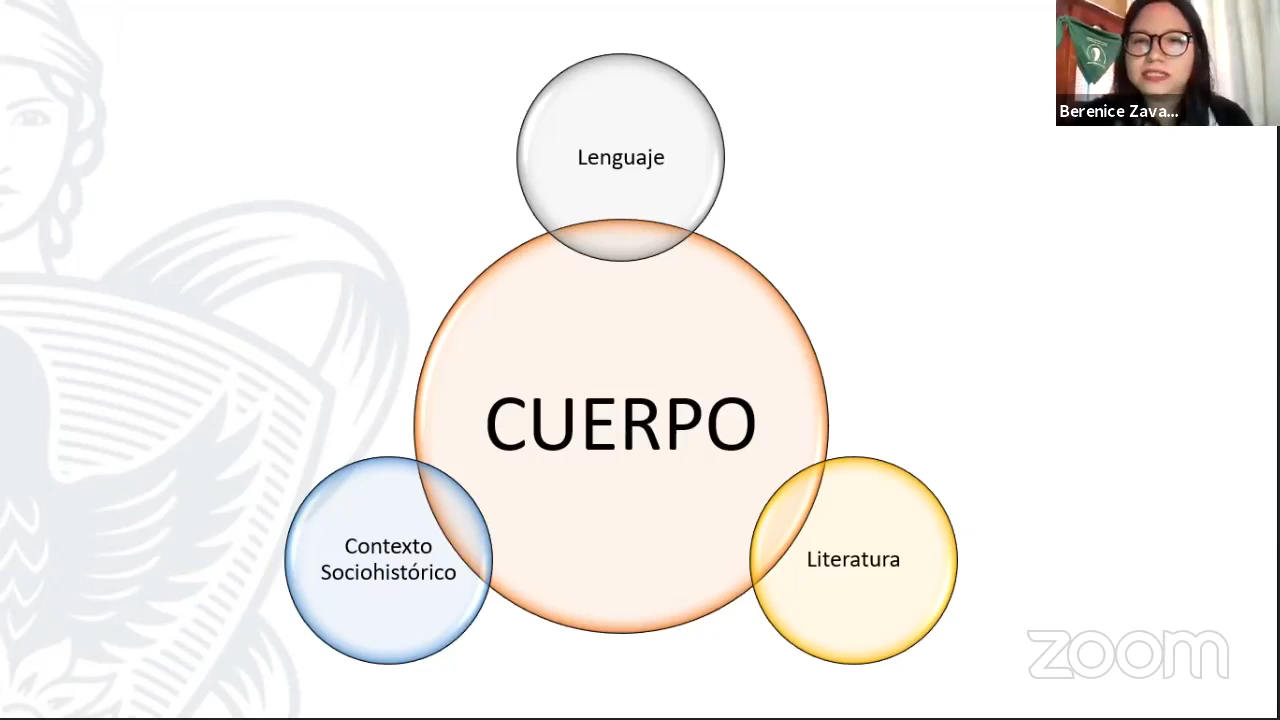 Lenguaje
Berenice Zava...
CUERPO
Contexto
Sociohistórico
Literatura
zoom